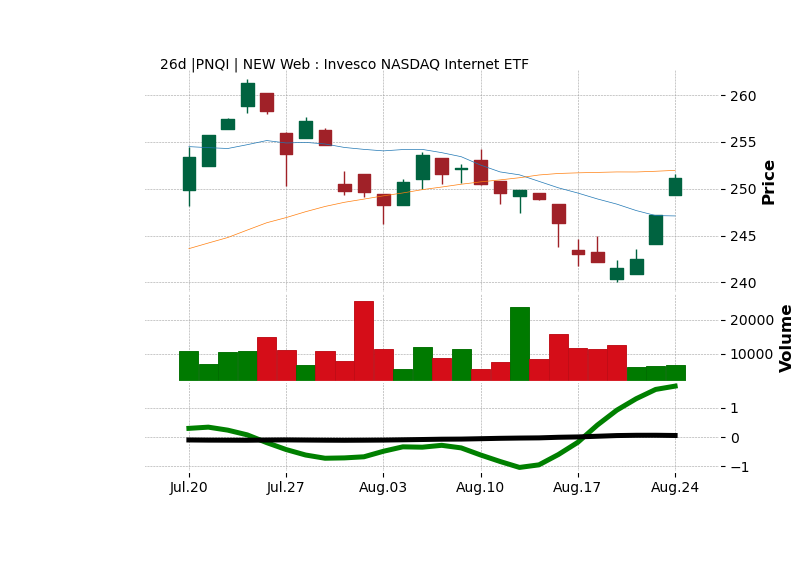 26d |PNQI | NEW Web : Invesco NASDAQ Internet ETF
260
255
250
245
240
Price
20000
10000
Volume
1
0
−1
Jul.20 Jul.27 Aug.03 Aug.10 Aug.17 Aug.24